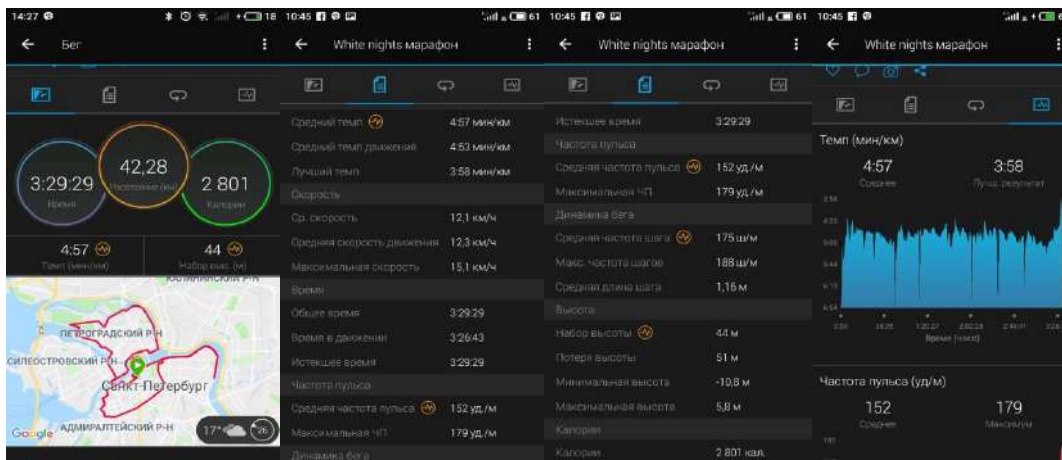 14:27
18
Бег
3:29:29
Время
42,28
Расстояние (км)
2 801
Калории
4:57
Темп (мин/км)
44
Набор выс. (м)
ПЕТРОГРАДСКИЙ Р-Н
Санкт-Петербург
АДМИРАЛТЕЙСКИЙ Р-Н
Google
17°
10:45
61
White nights марафон
Средний темп 4:57 мин/км
Средний темп движения 4:53 мин/км
Лучший темп 3:58 мин/км
Скорость
Ср. скорость 12,1 км/ч
Средняя скорость движения 12,3 км/ч
Максимальная скорость 15,1 км/ч
Время
Общее время 3:29:29
Время в движении 3:26:43
Истекшее время 3:29:29
Частота пульса
Средняя частота пульса 152 уд./м
Максимальная ЧП 179 уд./м
Динамика бега
10:45
61
White nights марафон
Истекшее время 3:29:29
Частота пульса
Средняя частота пульса 152 уд./м
Максимальная ЧП 179 уд./м
Динамика бега
Средняя частота шага 175 ш/м
Макс. частота шагов 188 ш/м
Средняя длина шага 1,16 м
Высота
Набор высоты 44 м
Потеря высоты 51 м
Минимальная высота -10,8 м
Максимальная высота 5,8 м
Калории
Калории 2 801 кал.
10:45
White nights марафон
Темп (мин/км)
4:57 3:58
Среднее Лучш. результат
3:58
Время (ч:м:с)
Частота пульса (уд/м)
152 179
Среднее Максимум